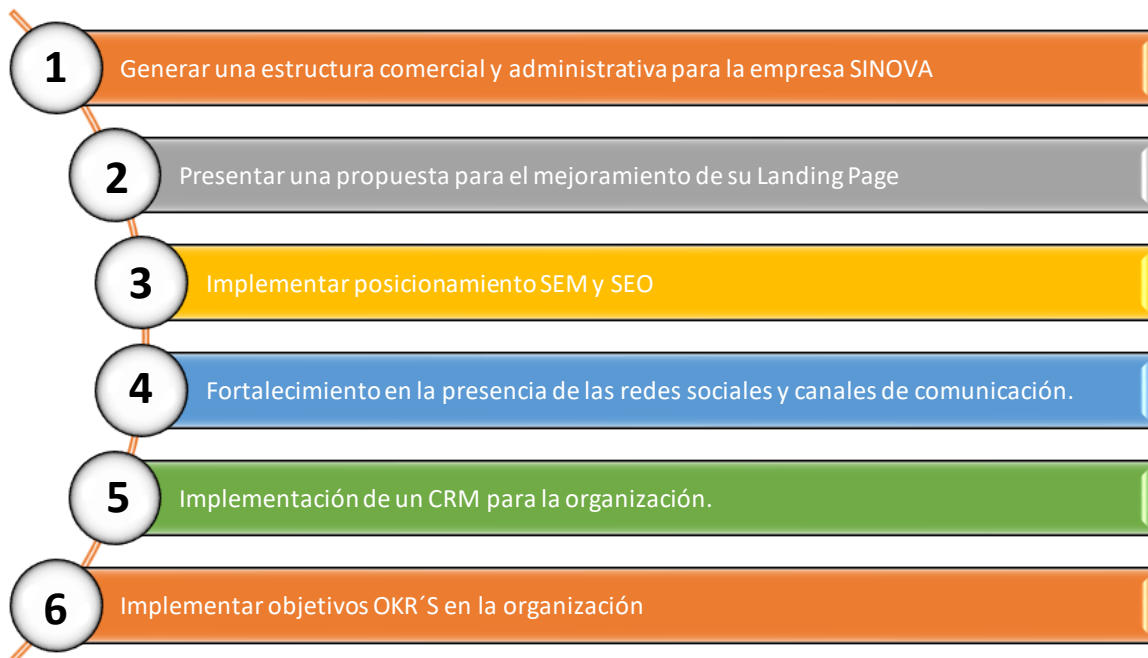 1
Generar una estructura comercial y administrativa para la empresa SINOVA
2
Presentar una propuesta para el mejoramiento de su Landing Page
3
Implementar posicionamiento SEM y SEO
4
Fortalecimiento en la presencia de las redes sociales y canales de comunicación.
5
Implementación de un CRM para la organización.
6
Implementar objetivos OKR´S en la organización